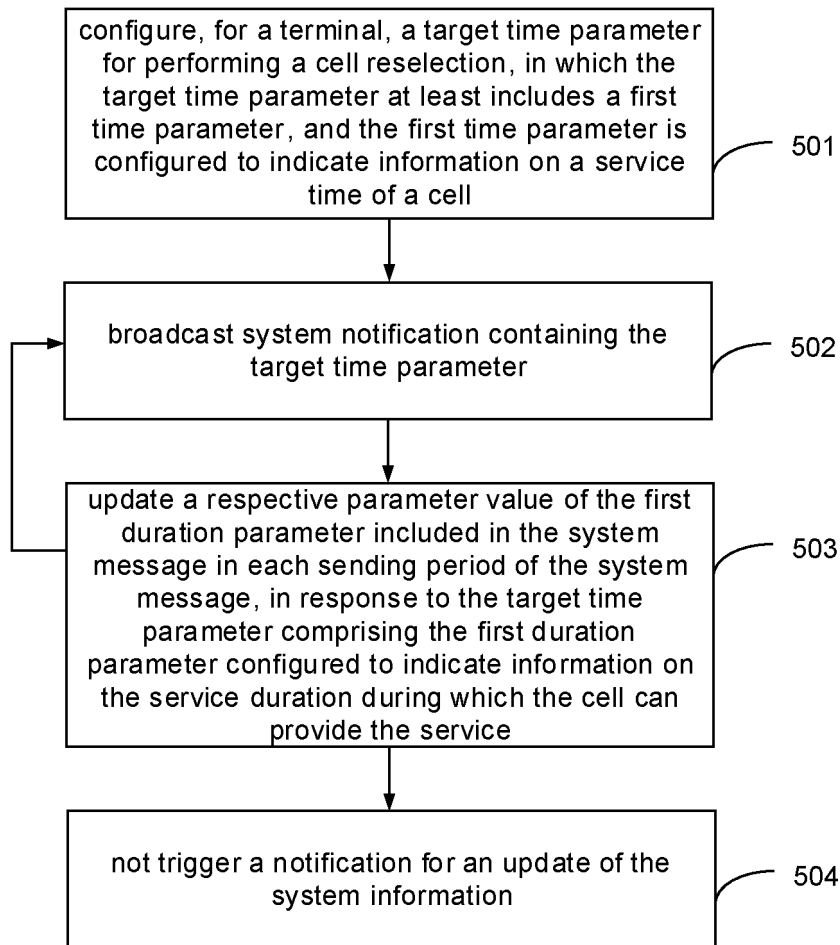 configure, for a terminal, a target time parameter
for performing a cell reselection, in which the
target time parameter at least includes a first
time parameter, and the first time parameter is
configured to indicate information on a service
time of a cell
501
broadcast system notification containing the
target time parameter
502
update a respective parameter value of the first
duration parameter included in the system
message in each sending period of the system
message, in response to the target time
parameter comprising the first duration
parameter configured to indicate information on
the service duration during which the cell can
provide the service
503
not trigger a notification for an update of the
system information
504